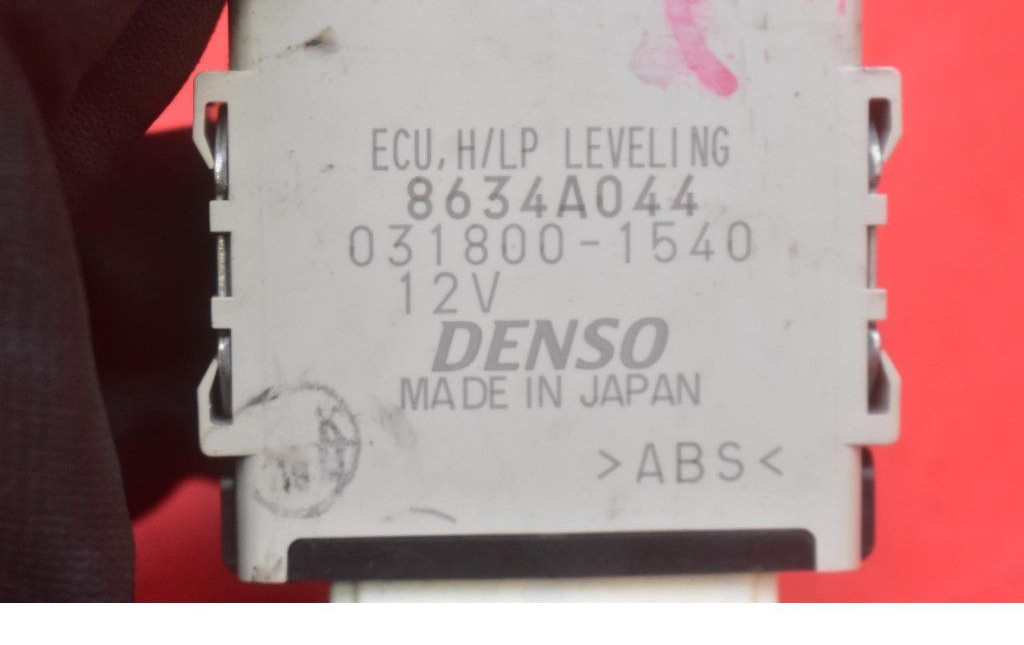 ECU, H/LP LEVELING
8634A044
031800-1540
12V
DENSO
MADE IN JAPAN
>ABS<